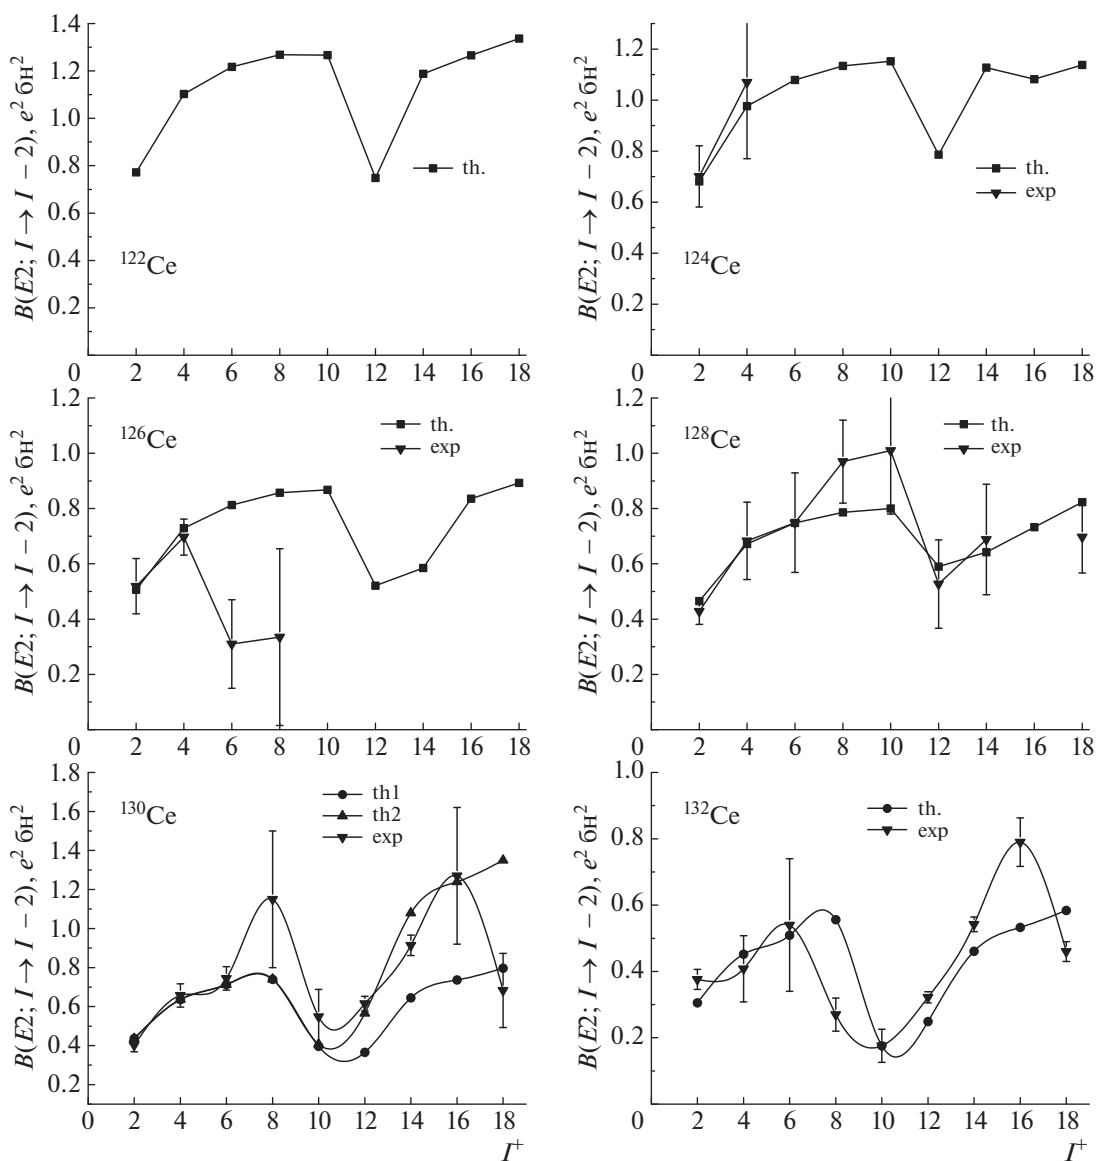 B(E2; I → I – 2), e² бн²
1.4
1.2
1.0
0.8
0.6
0.4
0.2
0
th.
¹²²Ce
2 4 6 8 10 12 14 16 18
B(E2; I → I – 2), e² бн²
1.2
1.0
0.8
0.6
0.4
0.2
0
th.
exp
¹²⁴Ce
2 4 6 8 10 12 14 16 18
B(E2; I → I – 2), e² бн²
1.2
1.0
0.8
0.6
0.4
0.2
0
¹²⁶Ce
th.
exp
2 4 6 8 10 12 14 16 18
B(E2; I → I – 2), e² бн²
1.2
1.0
0.8
0.6
0.4
0.2
0
¹²⁸Ce
th.
exp
2 4 6 8 10 12 14 16 18
B(E2; I → I – 2), e² бн²
1.8
1.6
1.4
1.2
1.0
0.8
0.6
0.4
0.2
0
¹³⁰Ce
th1
th2
exp
2 4 6 8 10 12 14 16 18
I⁺
B(E2; I → I – 2), e² бн²
1.0
0.8
0.6
0.4
0.2
0
¹³²Ce
th.
exp
2 4 6 8 10 12 14 16 18
I⁺